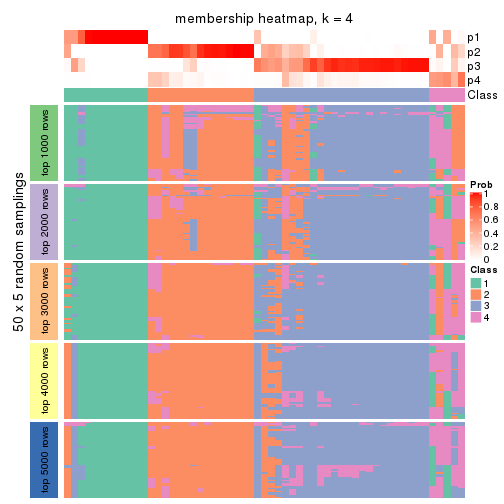 membership heatmap, k = 4
p1
p2
p3
p4
Class
50 x 5 random samplings
top 1000 rows
top 2000 rows
top 3000 rows
top 4000 rows
top 5000 rows
Prob
1
0.8
0.6
0.4
0.2
0
Class
1
2
3
4